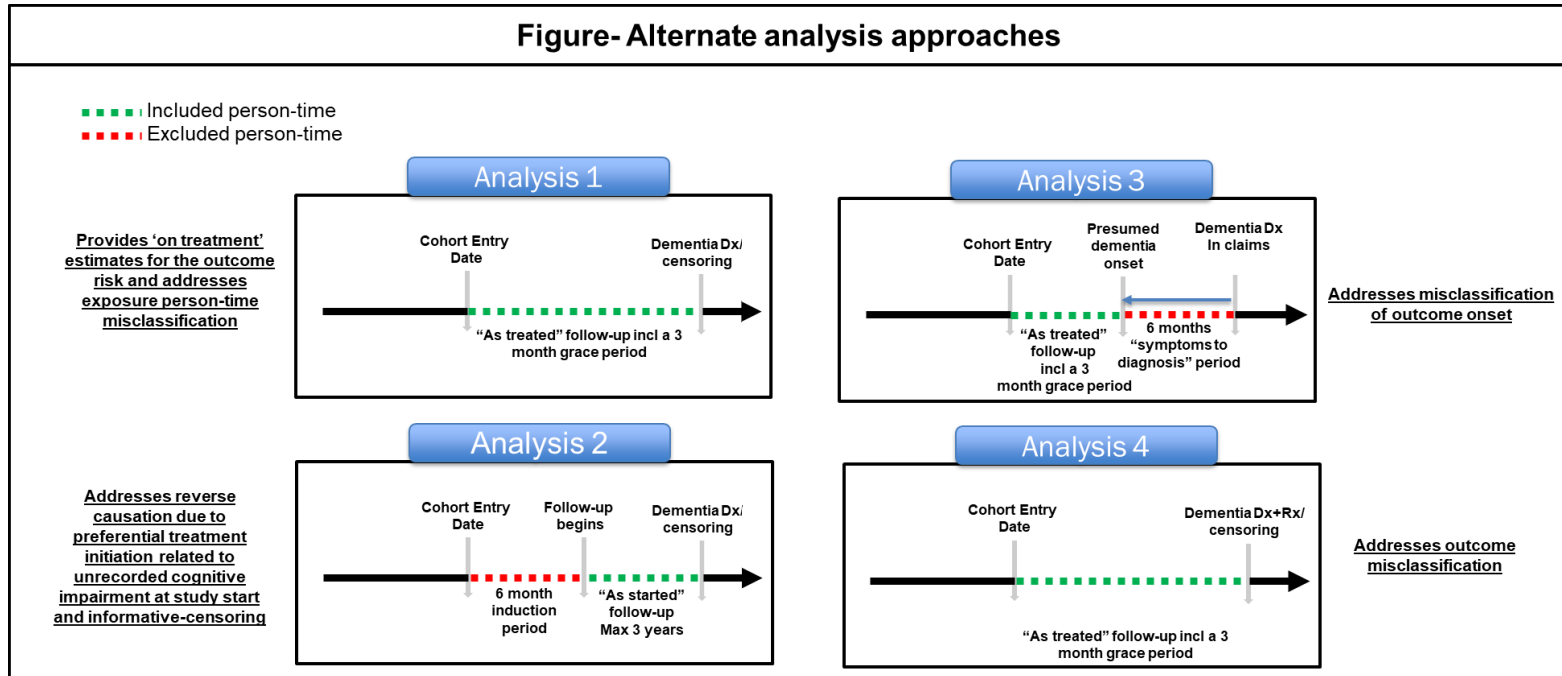 Figure- Alternate analysis approaches
Included person-time
Excluded person-time
Analysis 1
Provides ‘on treatment’
estimates for the outcome
risk and addresses
exposure person-time
misclassification
Cohort Entry
Date
Dementia Dx/
censoring
“As treated” follow-up incl a 3
month grace period
Analysis 3
Cohort Entry
Date
Presumed
dementia
onset
Dementia Dx
In claims
“As treated”
follow-up
incl a 3
month grace period
6 months
“symptoms to
diagnosis” period
Addresses misclassification
of outcome onset
Analysis 2
Addresses reverse
causation due to
preferential treatment
initiation related to
unrecorded cognitive
impairment at study start
and informative-censoring
Cohort Entry
Date
Follow-up
begins
Dementia Dx/
censoring
6 month
induction
period
“As started”
follow-up
Max 3 years
Analysis 4
Cohort Entry
Date
Dementia Dx+Rx/
censoring
“As treated” follow-up incl a 3
month grace period
Addresses outcome
misclassification